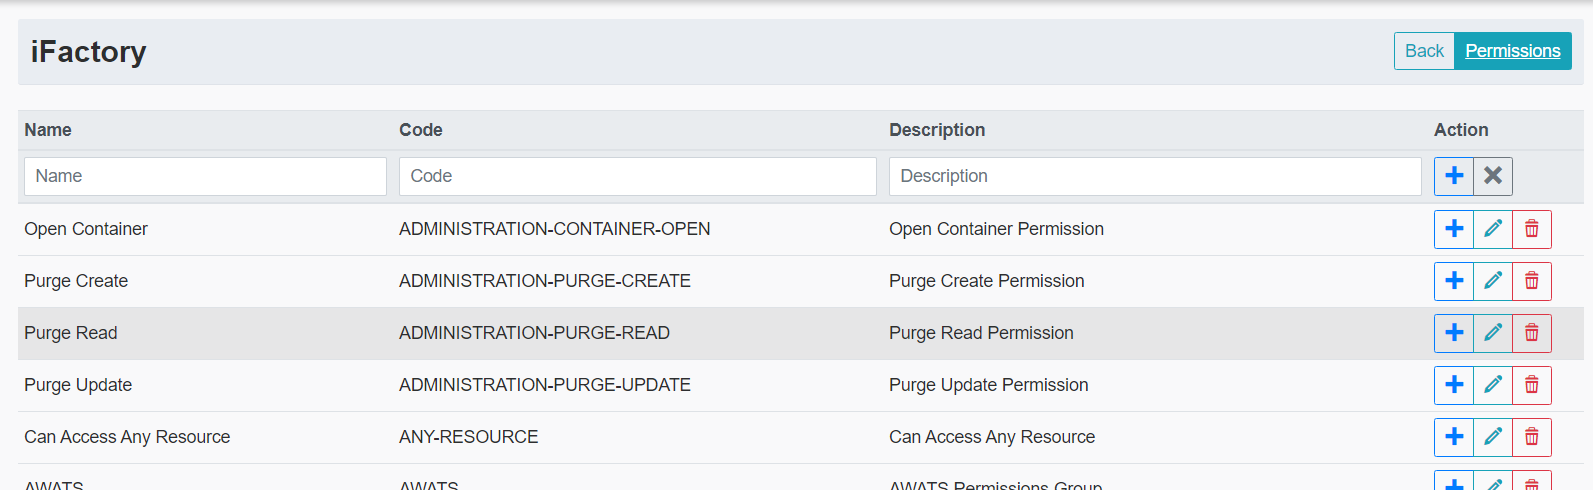 iFactory
Back Permissions
Name Code Description Action
Name Code Description
Open Container ADMINISTRATION-CONTAINER-OPEN Open Container Permission
Purge Create ADMINISTRATION-PURGE-CREATE Purge Create Permission
Purge Read ADMINISTRATION-PURGE-READ Purge Read Permission
Purge Update ADMINISTRATION-PURGE-UPDATE Purge Update Permission
Can Access Any Resource ANY-RESOURCE Can Access Any Resource
AWATS AWATS AWATS Permissions Group